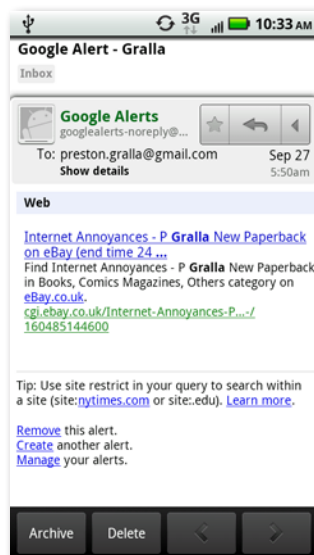 3G 10:33 AM
Google Alert - Gralla
Inbox
Google Alerts
googlealerts-noreply@...
To: preston.gralla@gmail.com Sep 27
Show details 5:50am
Web
Internet Annoyances - P Gralla New Paperback
on eBay (end time 24 ...
Find Internet Annoyances - P Gralla New Paperback
in Books, Comics Magazines, Others category on
eBay.co.uk.
cgi.ebay.co.uk/Internet-Annoyances-P...-/
160485144600
Tip: Use site restrict in your query to search within
a site (site:nytimes.com or site:.edu). Learn more.
Remove this alert.
Create another alert.
Manage your alerts.
Archive Delete